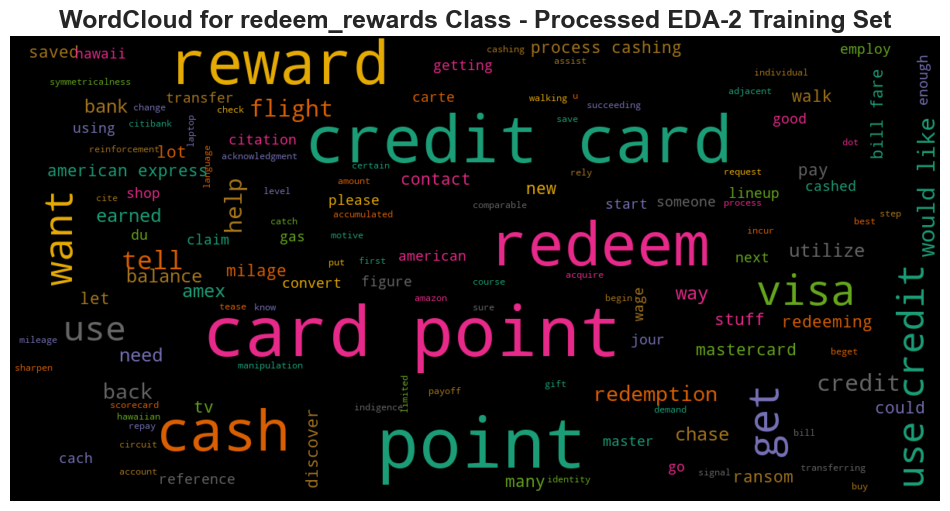 WordCloud for redeem_rewards Class - Processed EDA-2 Training Set
saved
hawaii
reward
cashing
process cashing
employ
symmetricalness
getting
assist
individual
bill fare
enough
bank
transfer
flight
carte
walking
u
succeeding
adjacent
walk
change
check
using
citibank
laptop
citation
credit card
save
good
dot
would like
reinforcement
lot
language
acknowledgment
certain
american express
contact
rely
request
pay
cite
shop
level
please
new
process
lineup
cashed
want
earned
help
amount
accumulated
comparable
start
someone
best
step
du
claim
catch
gas
motive
redeem
incur
tell
milage
put
first
american
next
utilize
balance
convert
figure
course
acquire
let
amex
tease
know
amazon
sure
begin
wage
way
visa
use
card point
stuff
redeeming
mileage
jour
mastercard
beget
sharpen
need
manipulation
use credit
back
limited
payoff
gift
redemption
credit
scorecard
tv
indigence
demand
get
could
hawaiian
repay
cash
discover
point
master
chase
bill
cach
circuit
account
reference
many
identity
go
signal
ransom
transferring
buy